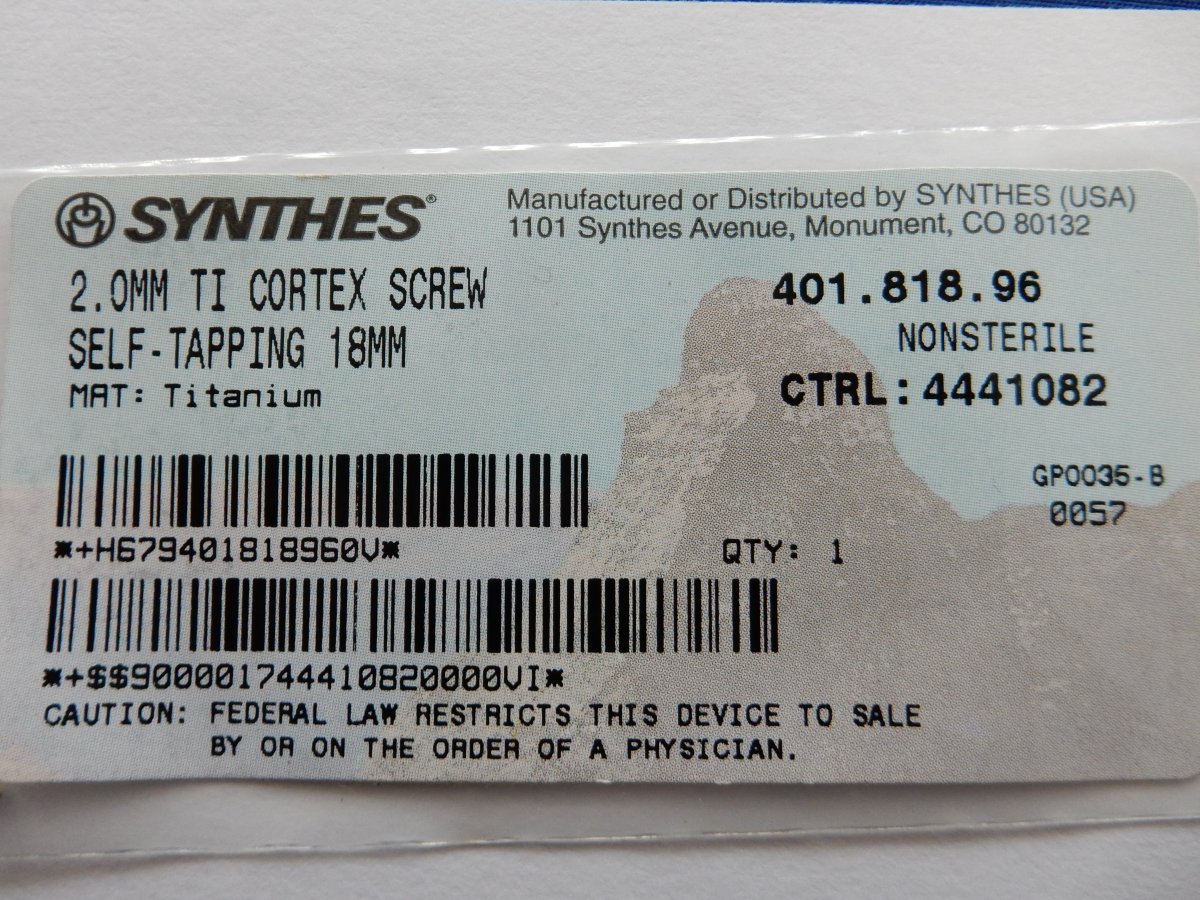 SYNTHES®
Manufactured or Distributed by SYNTHES (USA)
1101 Synthes Avenue, Monument, CO 80132
2.0MM TI CORTEX SCREW
SELF-TAPPING 18MM
MAT: Titanium
401.818.96
NONSTERILE
CTRL: 4441082
GP0035-B
0057
*+H679401818960V*
QTY: 1
*+$$900001744410820000VI*
CAUTION: FEDERAL LAW RESTRICTS THIS DEVICE TO SALE
BY OR ON THE ORDER OF A PHYSICIAN.